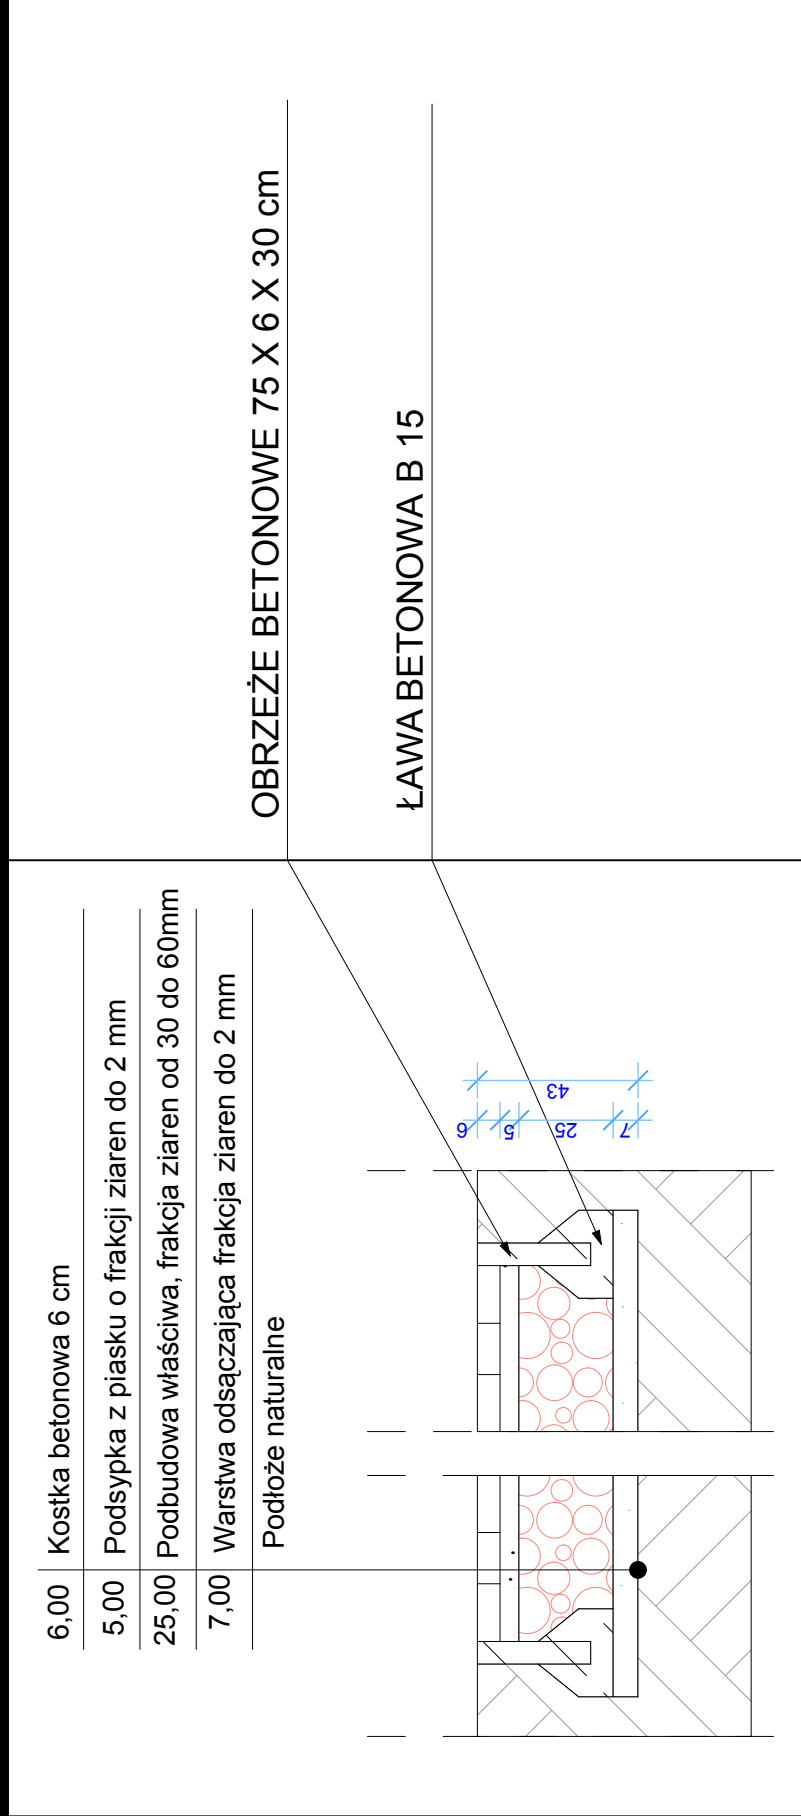 6,00 Kostka betonowa 6 cm
5,00 Podsypka z piasku o frakcji ziaren do 2 mm
25,00 Podbudowa właściwa, frakcja ziaren od 30 do 60mm
7,00 Warstwa odsączająca frakcja ziaren do 2 mm
Podłoże naturalne
OBRZEŻE BETONOWE 75 X 6 X 30 cm
ŁAWA BETONOWA B 15
6
5
25
7
43